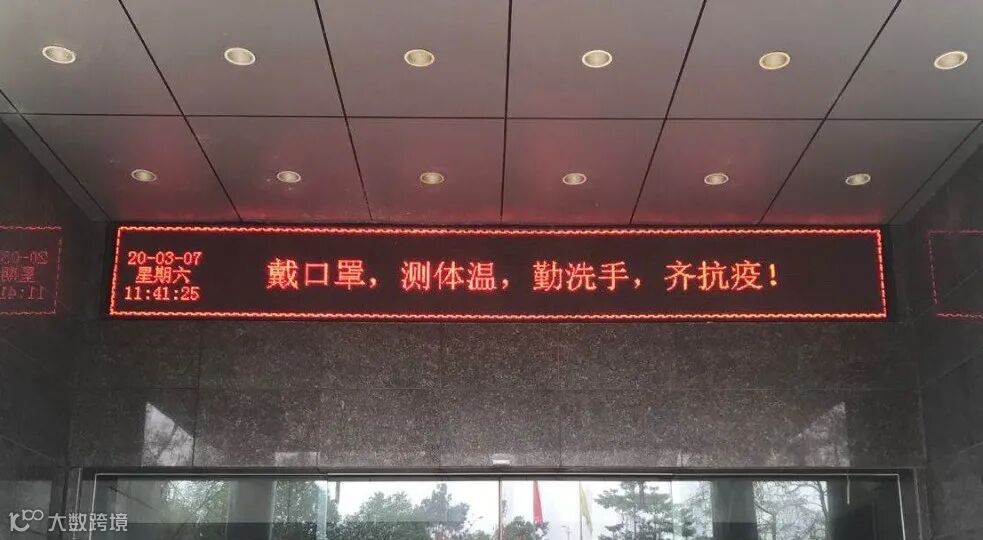 20-03-07
星期六
11:41:25
戴口罩，测体温，勤洗手，齐抗疫！
大数跨境